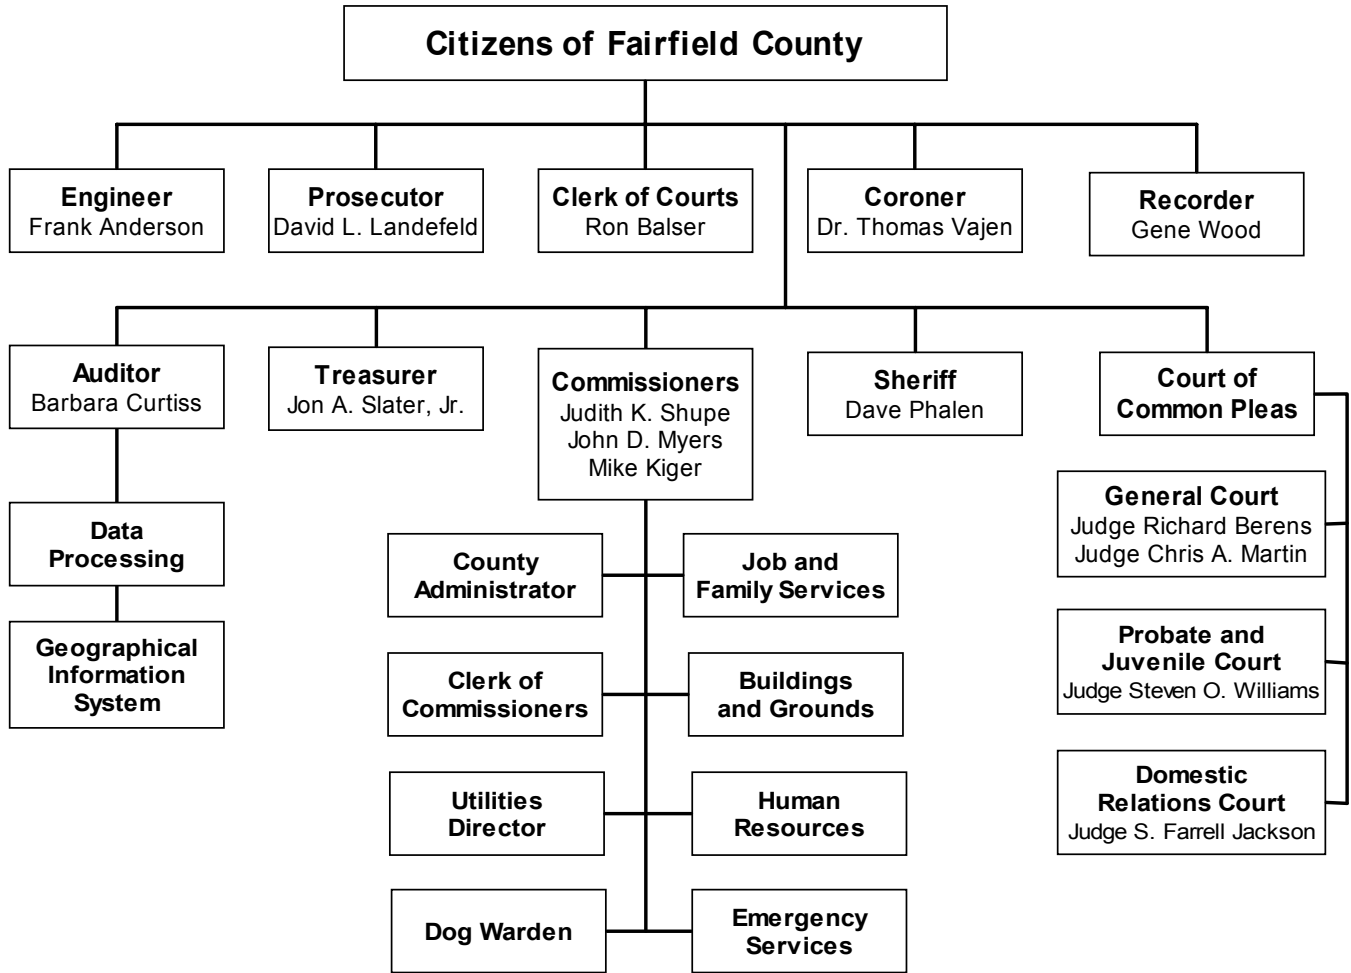 Citizens of Fairfield County
Engineer
Frank Anderson
Prosecutor
David L. Landefeld
Clerk of Courts
Ron Balser
Coroner
Dr. Thomas Vajen
Recorder
Gene Wood
Auditor
Barbara Curtiss
Treasurer
Jon A. Slater, Jr.
Commissioners
Judith K. Shupe
John D. Myers
Mike Kiger
Sheriff
Dave Phalen
Court of
Common Pleas
Data
Processing
Geographical
Information
System
County
Administrator
Job and
Family Services
Clerk of
Commissioners
Buildings
and Grounds
Utilities
Director
Human
Resources
Dog Warden
Emergency
Services
General Court
Judge Richard Berens
Judge Chris A. Martin
Probate and
Juvenile Court
Judge Steven O. Williams
Domestic
Relations Court
Judge S. Farrell Jackson